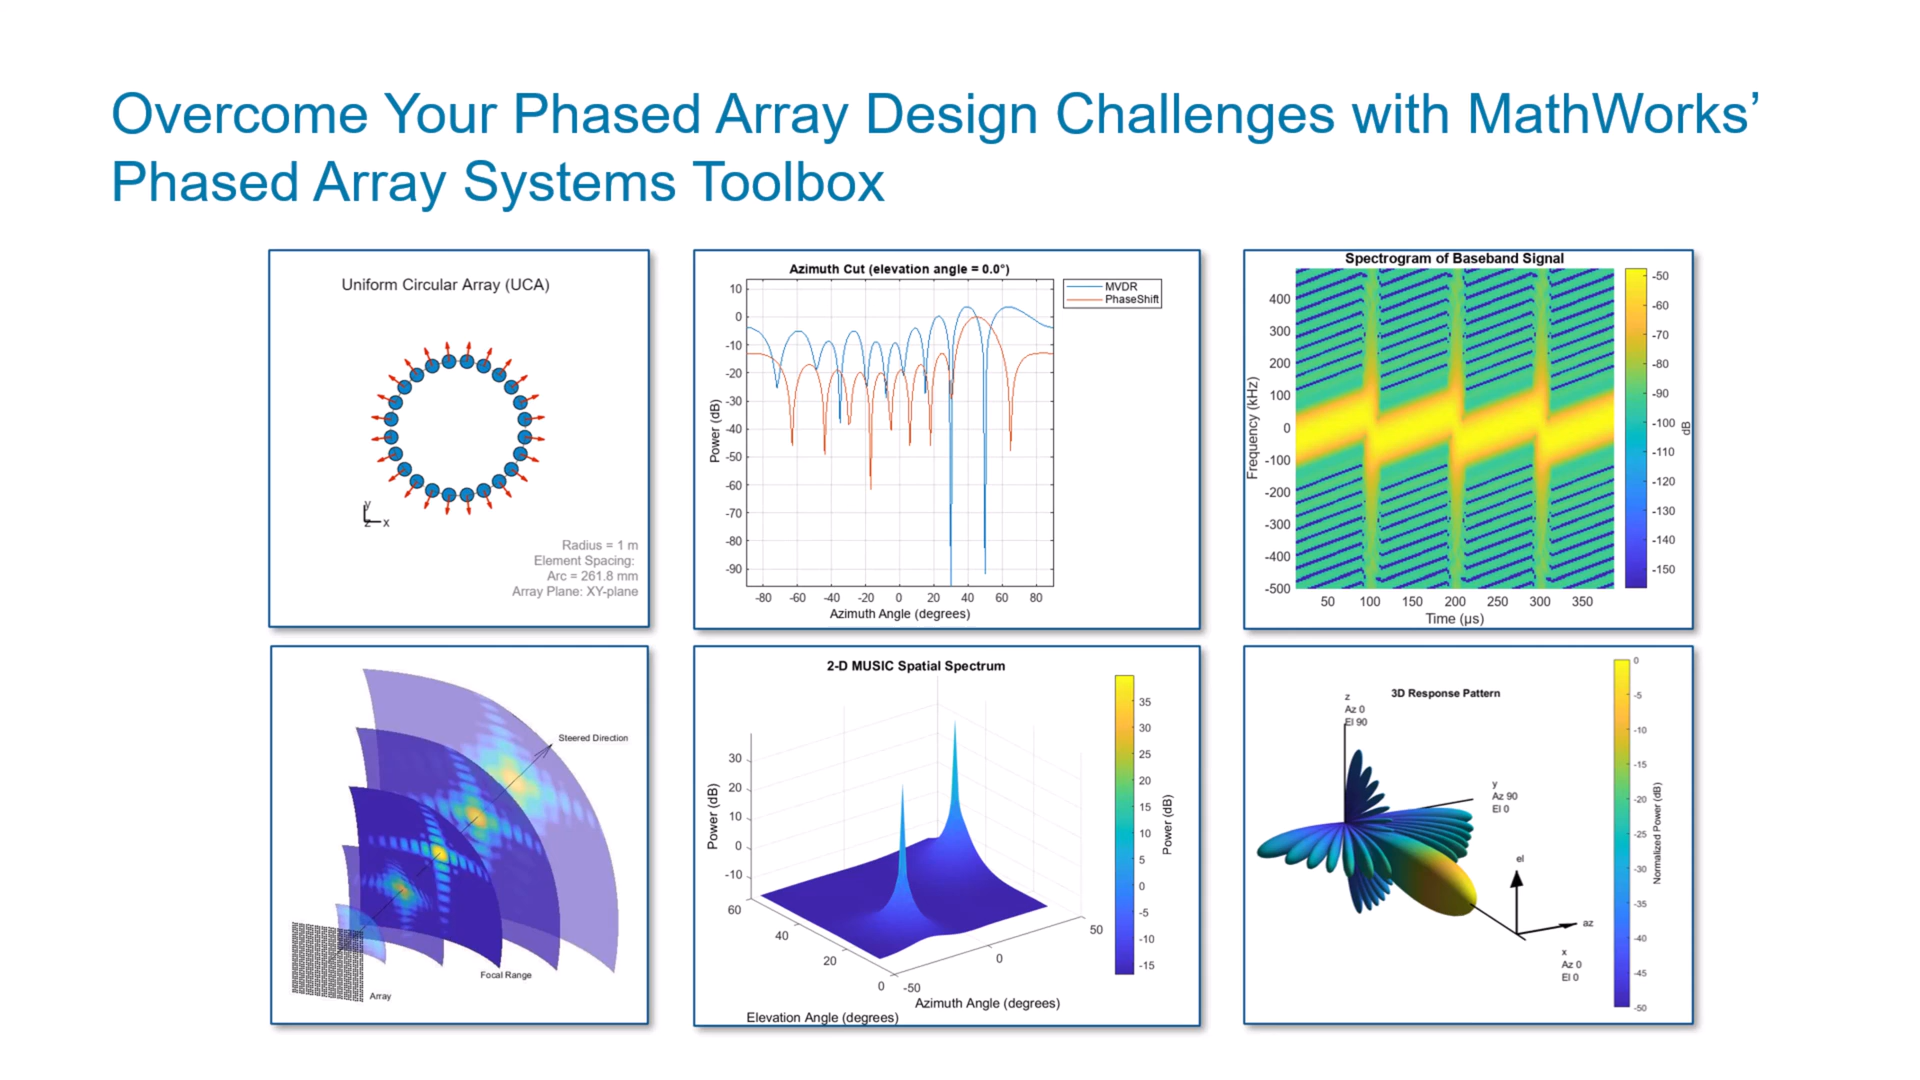 Overcome Your Phased Array Design Challenges with MathWorks’
Phased Array Systems Toolbox
Uniform Circular Array (UCA)
y
z x
Radius = 1 m
Element Spacing:
Arc = 261.8 mm
Array Plane: XY-plane
Azimuth Cut (elevation angle = 0.0°)
MVDR
PhaseShift
Power (dB)
10
0
-10
-20
-30
-40
-50
-60
-70
-80
-90
-80 -60 -40 -20 0 20 40 60 80
Azimuth Angle (degrees)
Spectrogram of Baseband Signal
Frequency (kHz)
400
300
200
100
0
-100
-200
-300
-400
-500
50 100 150 200 250 300 350
Time (µs)
-50
-60
-70
-80
-90
-100
-110
-120
-130
-140
-150
dB
Steered Direction
Focal Range
Array
2-D MUSIC Spatial Spectrum
Power (dB)
30
20
10
0
-10
60
40
20
0
-50
0
50
Azimuth Angle (degrees)
Elevation Angle (degrees)
35
30
25
20
15
10
5
0
-5
-10
-15
Power (dB)
3D Response Pattern
z
Az 0
El 90
y
Az 90
El 0
el
az
x
Az 0
El 0
0
-5
-10
-15
-20
-25
-30
-35
-40
-45
-50
Normalized Power (dB)